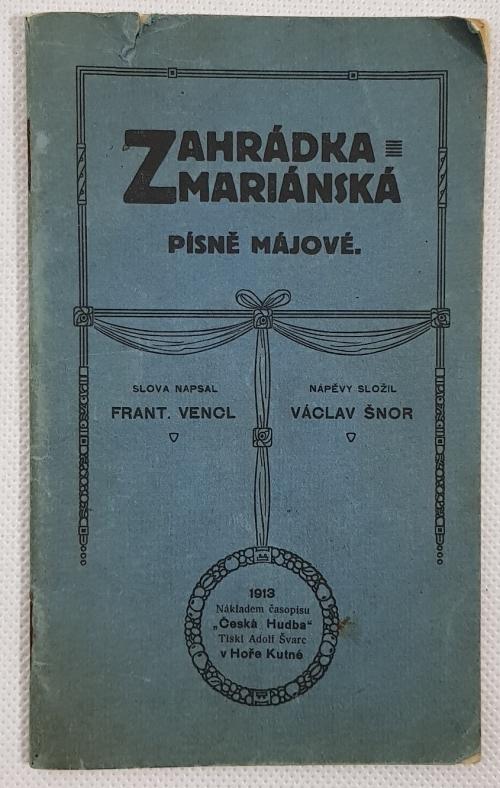 ZAHRÁDKA
MARIÁNSKÁ
PÍSNĚ MÁJOVÉ.
SLOVA NAPSAL
FRANT. VENCL
NÁPĚVY SLOŽIL
VÁCLAV ŠNOR
1913
Nákladem časopisu
„Česká Hudba“
Tiskl Adolf Švarc
v Hoře Kutné